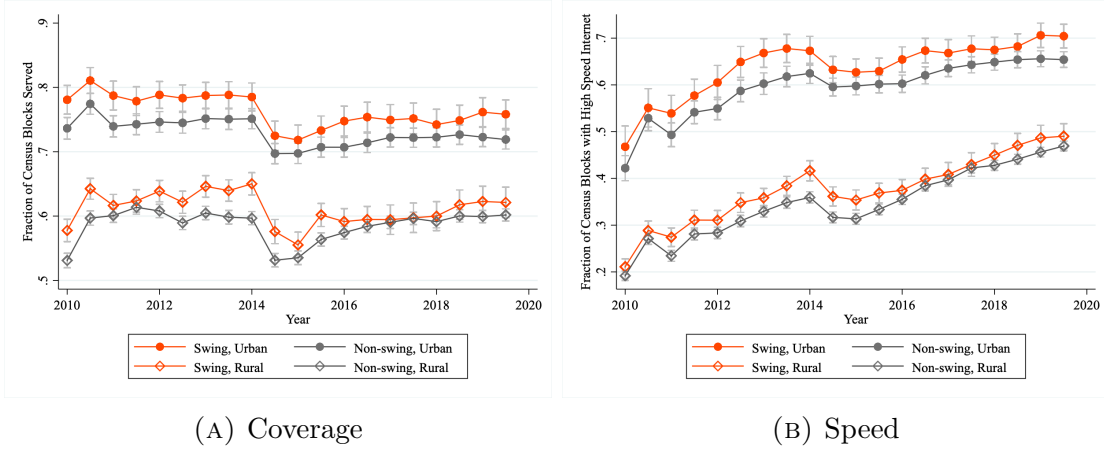 Fraction of Census Blocks Served
.9
.8
.7
.6
.5
2010
2012
2014
2016
2018
2020
Year
Swing, Urban
Non-swing, Urban
Swing, Rural
Non-swing, Rural
(A) Coverage
Fraction of Census Blocks with High Speed Internet
.7
.6
.5
.4
.3
.2
2010
2012
2014
2016
2018
2020
Year
Swing, Urban
Non-swing, Urban
Swing, Rural
Non-swing, Rural
(B) Speed